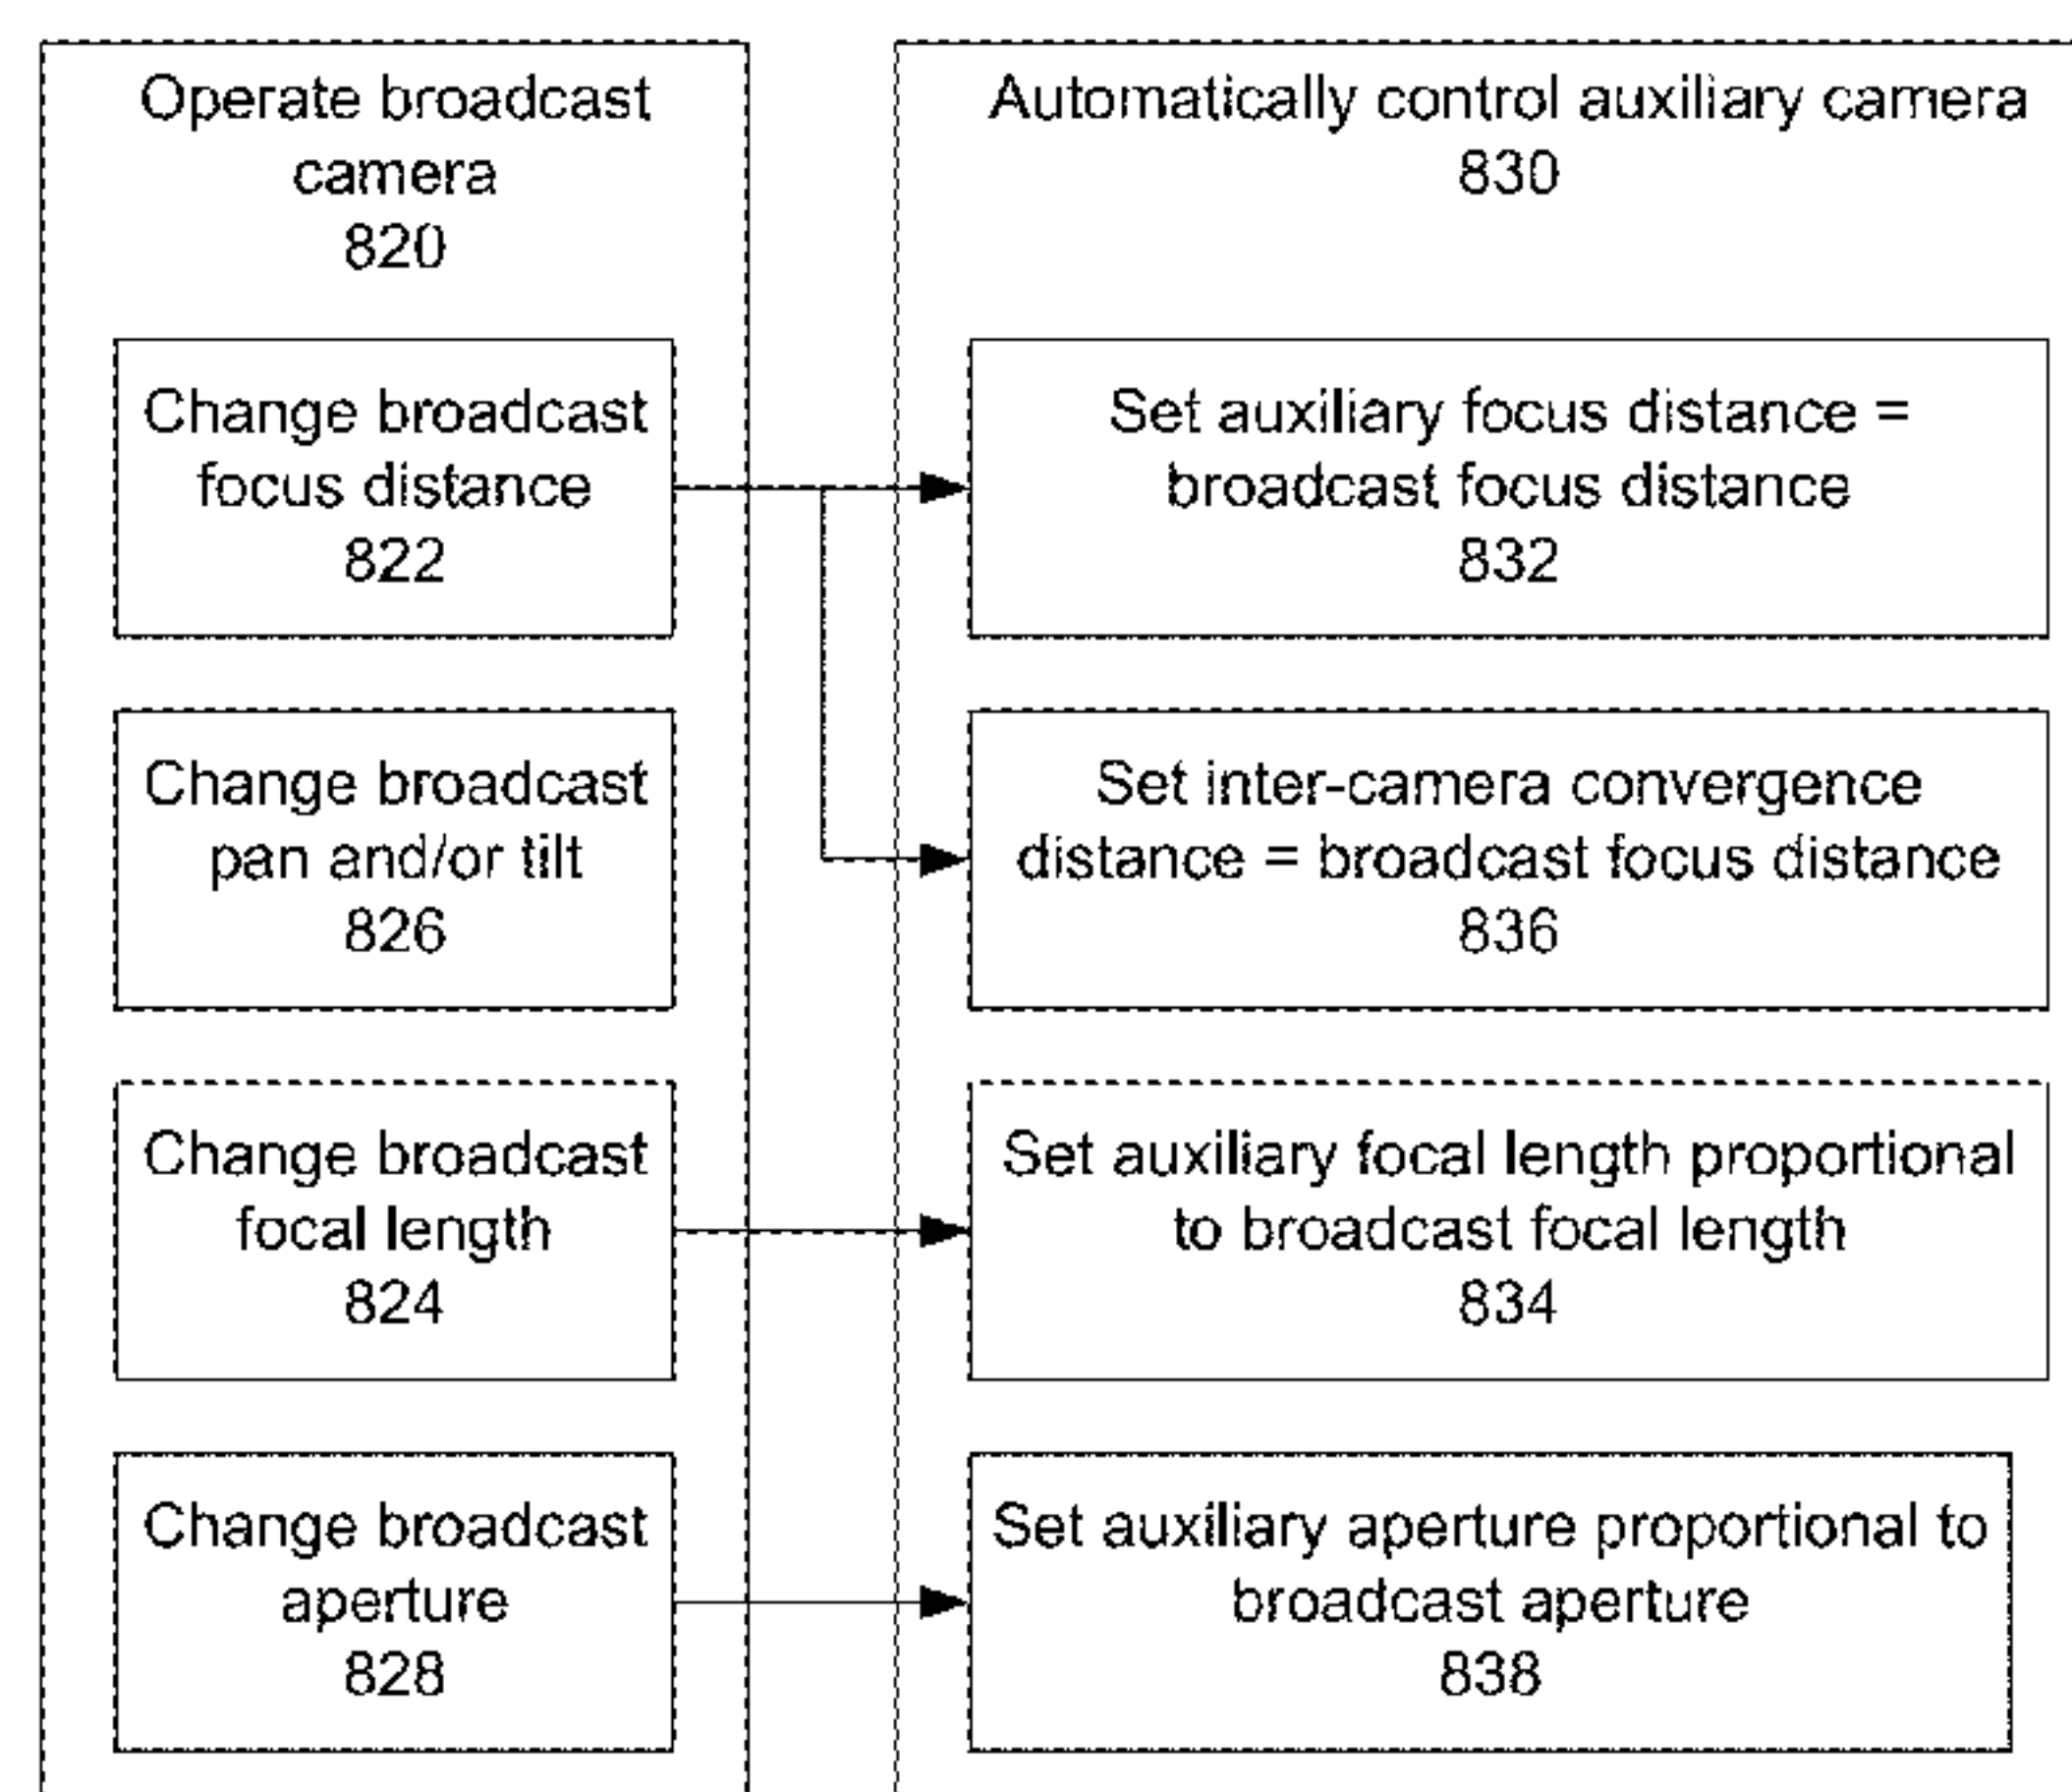 Operate broadcast
camera
820
Change broadcast
focus distance
822
Change broadcast
pan and/or tilt
826
Change broadcast
focal length
824
Change broadcast
aperture
828
Automatically control auxiliary camera
830
Set auxiliary focus distance =
broadcast focus distance
832
Set inter-camera convergence
distance = broadcast focus distance
836
Set auxiliary focal length proportional
to broadcast focal length
834
Set auxiliary aperture proportional to
broadcast aperture
838